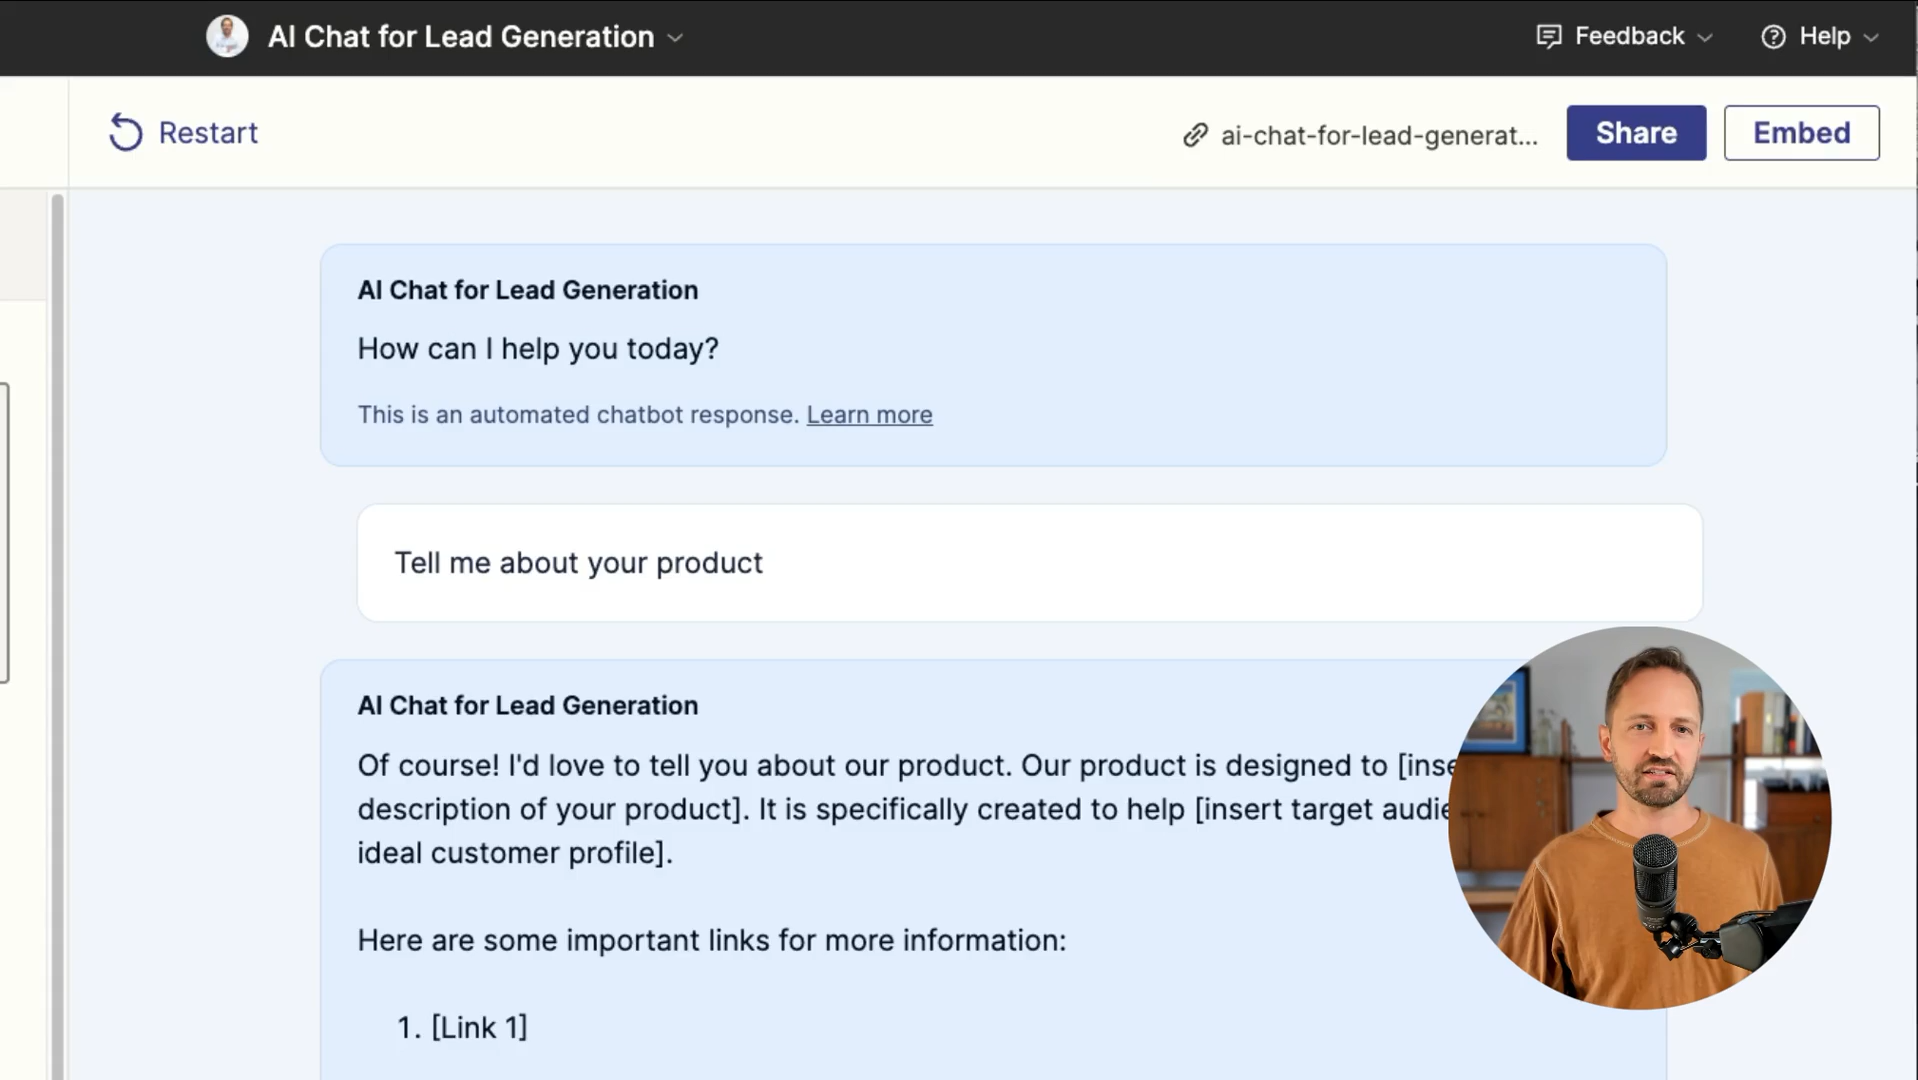 AI Chat for Lead Generation
Feedback
Help
Restart
ai-chat-for-lead-generat...
Share
Embed
AI Chat for Lead Generation
How can I help you today?
This is an automated chatbot response. Learn more
Tell me about your product
AI Chat for Lead Generation
Of course! I'd love to tell you about our product. Our product is designed to
description of your product]. It is specifically created to help [insert target
ideal customer profile].
Here are some important links for more information:
1. [Link 1]